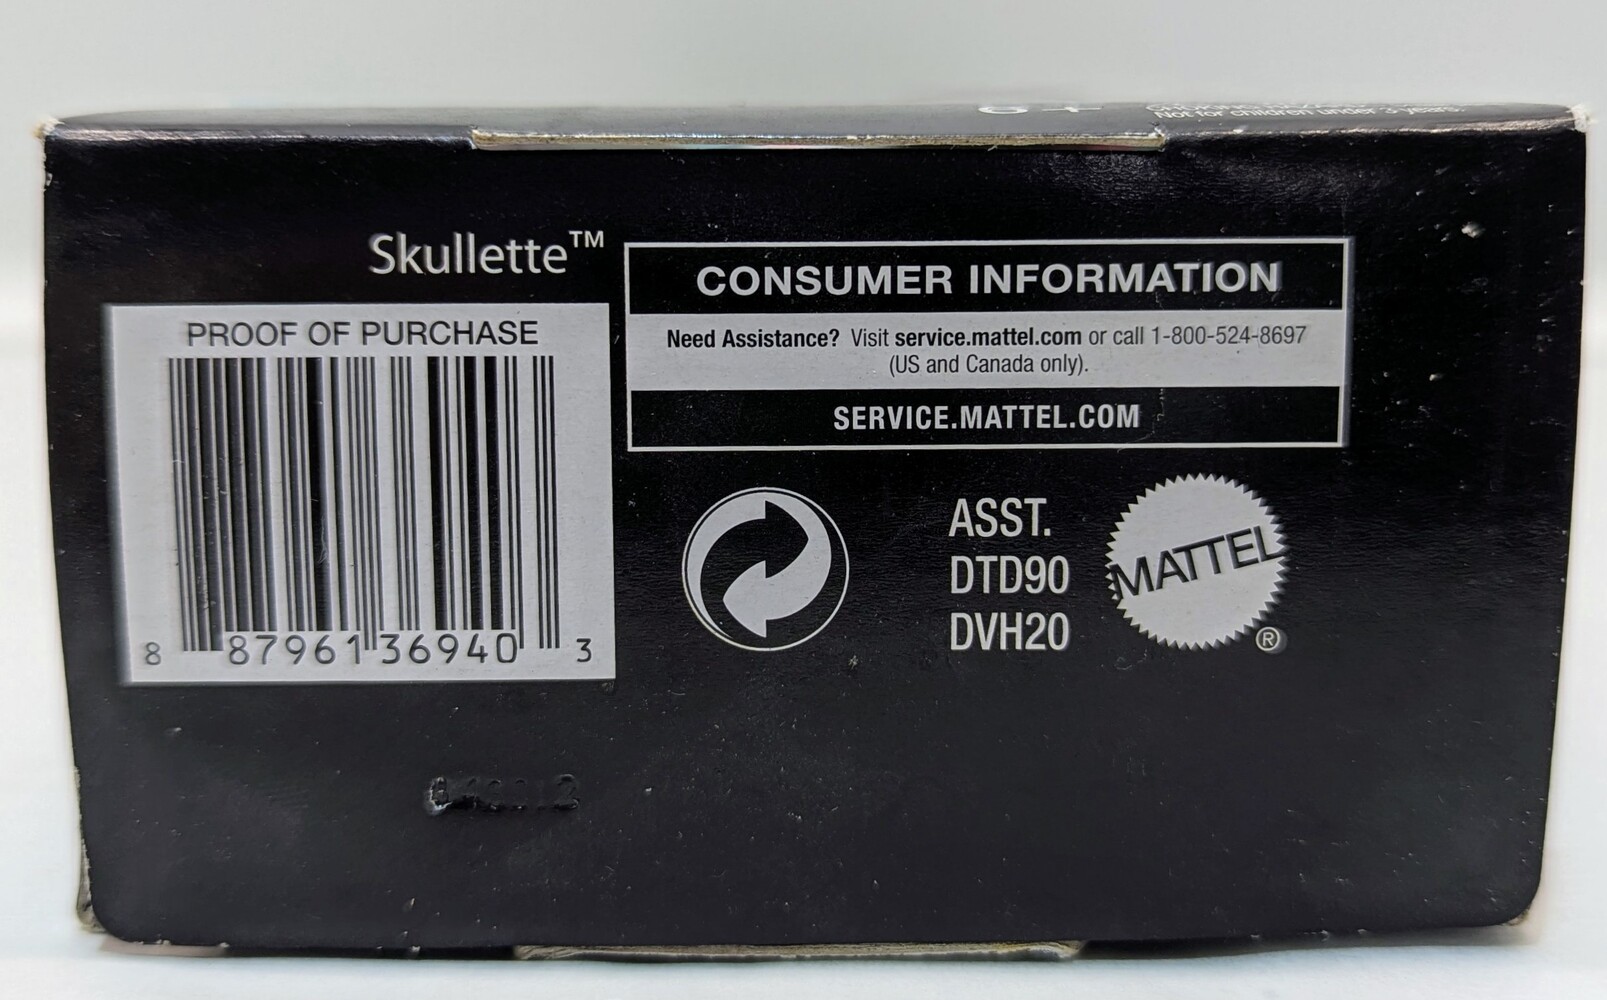 Not for children under 3 years.
Skullette™
PROOF OF PURCHASE
8 87961 36940 3
CONSUMER INFORMATION
Need Assistance? Visit service.mattel.com or call 1-800-524-8697
(US and Canada only).
SERVICE.MATTEL.COM
ASST.
DTD90
DVH20
MATTEL
®